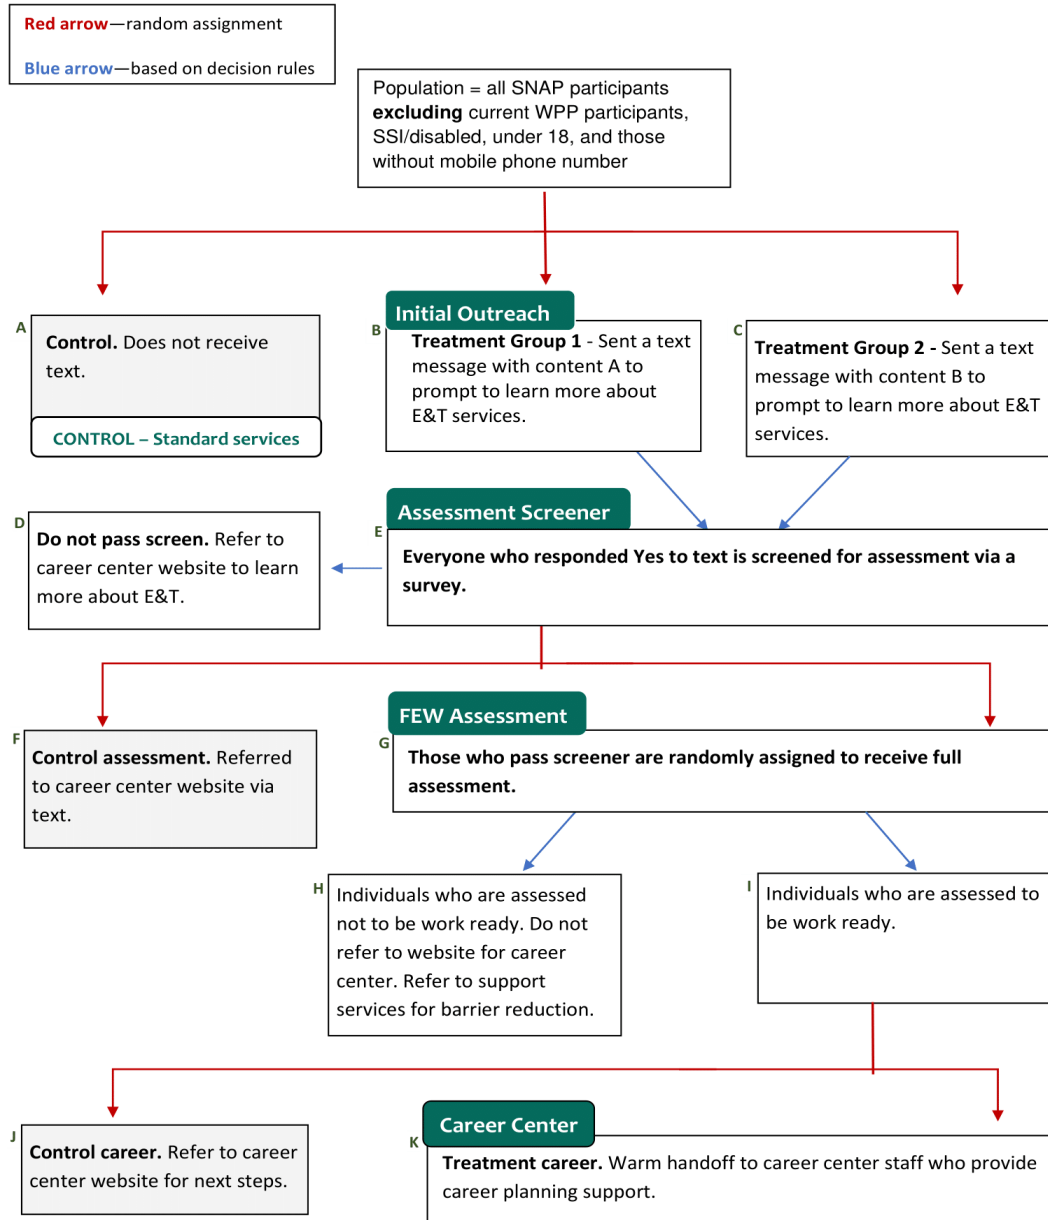 Red arrow—random assignment
Blue arrow—based on decision rules
Population = all SNAP participants
excluding current WPP participants,
SSI/disabled, under 18, and those
without mobile phone number
A
Control. Does not receive
text.
CONTROL – Standard services
Initial Outreach
B
Treatment Group 1 - Sent a text
message with content A to
prompt to learn more about
E&T services.
C
Treatment Group 2 - Sent a text
message with content B to
prompt to learn more about E&T
services.
D
Do not pass screen. Refer to
career center website to learn
more about E&T.
Assessment Screener
E
Everyone who responded Yes to text is screened for assessment via a
survey.
F
Control assessment. Referred
to career center website via
text.
FEW Assessment
G
Those who pass screener are randomly assigned to receive full
assessment.
H
Individuals who are assessed
not to be work ready. Do not
refer to website for career
center. Refer to support
services for barrier reduction.
I
Individuals who are assessed to
be work ready.
J
Control career. Refer to career
center website for next steps.
Career Center
K
Treatment career. Warm handoff to career center staff who provide
career planning support.